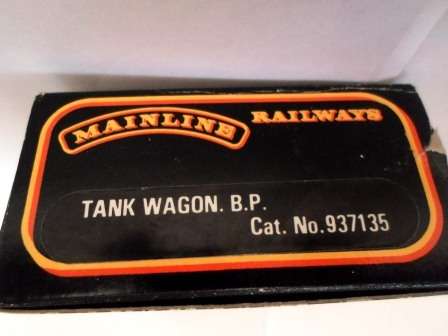 MAINLINE RAILWAYS
TANK WAGON. B.P.
Cat. No.937135